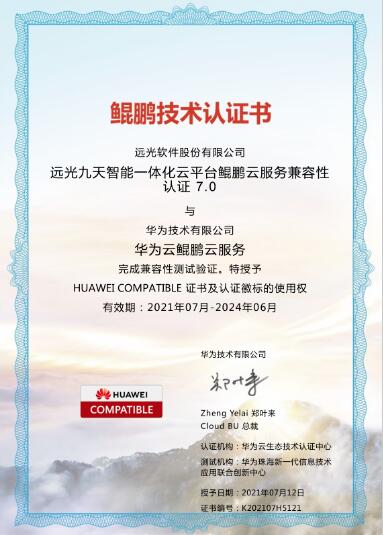 鲲鹏技术认证书
远光软件股份有限公司
远光九天智能一体化云平台鲲鹏云服务兼容性
认证 7.0
与
华为技术有限公司
华为云鲲鹏云服务
完成兼容性测试验证，特授予
HUAWEI COMPATIBLE 证书及认证徽标的使用权
有效期：2021年07月-2024年06月
华为技术有限公司
郑叶来
HUAWEI
COMPATIBLE
Zheng Yelai 郑叶来
Cloud BU 总裁
认证机构：华为云生态技术认证中心
测试机构：华为珠海新一代信息技术
应用联合创新中心
授予日期：2021年07月12日
证书编号：K202107H5121